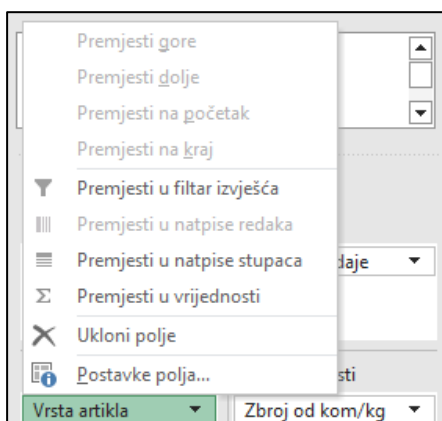 Premjesti gore
Premjesti dolje
Premjesti na početak
Premjesti na kraj
Premjesti u filtar izvješća
Premjesti u natpise redaka
Premjesti u natpise stupaca
daje
Premjesti u vrijednosti
Ukloni polje
Postavke polja...
sti
Vrsta artikla
Zbroj od kom/kg